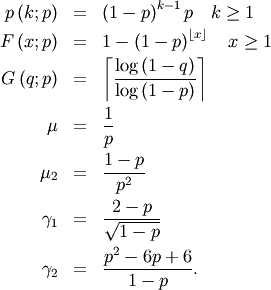 p (k; p) = (1 − p)^{k−1} p   k ≥ 1
F (x; p) = 1 − (1 − p)^{⌊x⌋}   x ≥ 1
G (q; p) = ⌈ log (1 − q) / log (1 − p) ⌉
μ = 1 / p
μ₂ = (1 − p) / p²
γ₁ = (2 − p) / √(1 − p)
γ₂ = (p² − 6p + 6) / (1 − p).